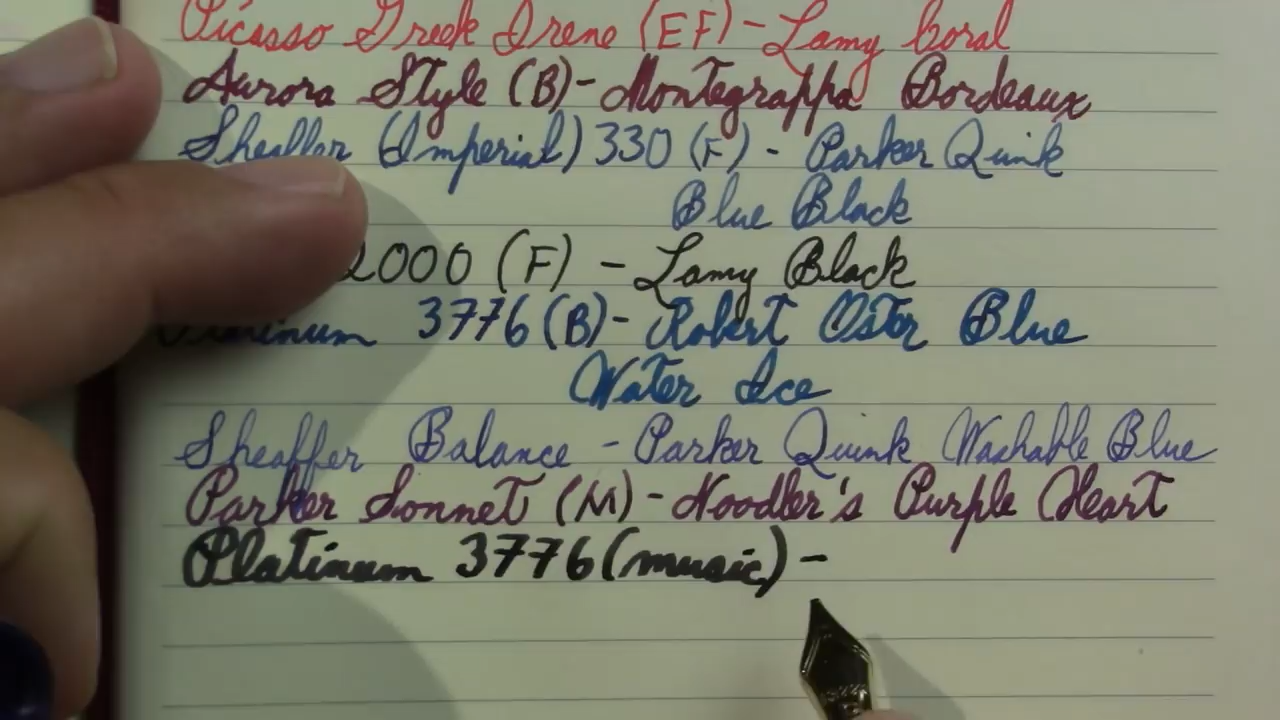 Picasso Greek Irene (EF) - Lamy Coral
Aurora Style (B) - Montegrappa Bordeaux
Sheaffer (Imperial) 330 (F) - Parker Quink
Blue Black
2000 (F) - Lamy Black
Platinum 3776 (B) - Robert Oster Blue
Water Ice
Sheaffer Balance - Parker Quink Washable Blue
Parker Sonnet (M) - Noodler's Purple Heart
Platinum 3776 (music) -